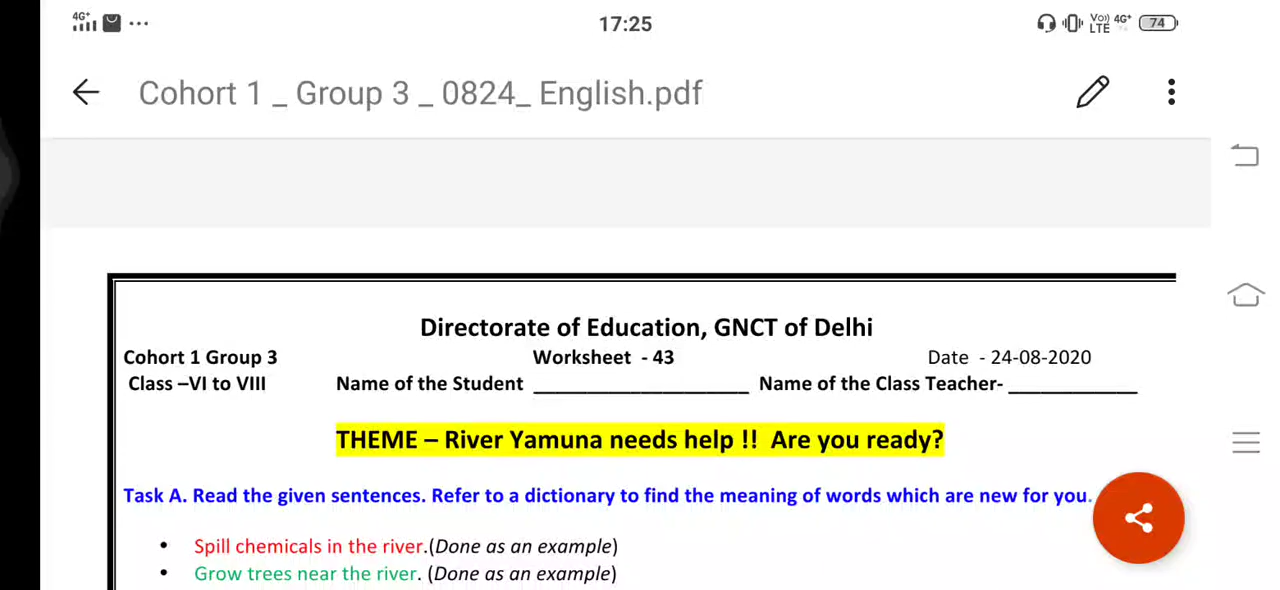 4G+ 17:25 Vo) LTE 4G+ 74
Cohort 1 _ Group 3 _ 0824_ English.pdf
Directorate of Education, GNCT of Delhi
Cohort 1 Group 3 Worksheet - 43 Date - 24-08-2020
Class –VI to VIII Name of the Student ____________________ Name of the Class Teacher- ____________
THEME – River Yamuna needs help !! Are you ready?
Task A. Read the given sentences. Refer to a dictionary to find the meaning of words which are new for you.
• Spill chemicals in the river.(Done as an example)
• Grow trees near the river. (Done as an example)